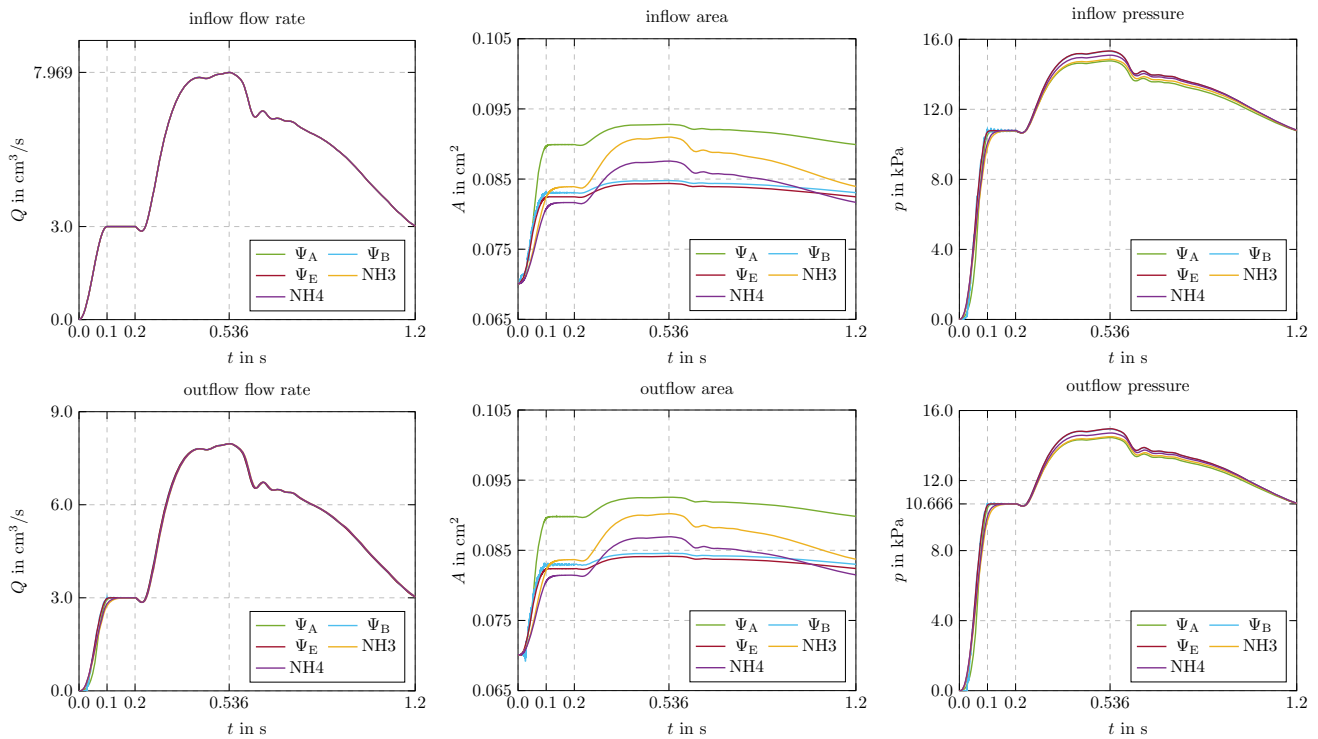 inflow flow rate
7.969
3.0
0.0
Q in cm³/s
0.0 0.1 0.2 0.536 1.2
t in s
Ψ_A Ψ_B
Ψ_E NH3
NH4
inflow area
0.105
0.095
0.085
0.075
0.065
A in cm²
0.0 0.1 0.2 0.536 1.2
t in s
Ψ_A Ψ_B
Ψ_E NH3
NH4
inflow pressure
16.0
12.0
8.0
4.0
0.0
p in kPa
0.0 0.1 0.2 0.536 1.2
t in s
Ψ_A Ψ_B
Ψ_E NH3
NH4
outflow flow rate
9.0
6.0
3.0
0.0
Q in cm³/s
0.0 0.1 0.2 0.536 1.2
t in s
Ψ_A Ψ_B
Ψ_E NH3
NH4
outflow area
0.105
0.095
0.085
0.075
0.065
A in cm²
0.0 0.1 0.2 0.536 1.2
t in s
Ψ_A Ψ_B
Ψ_E NH3
NH4
outflow pressure
16.0
12.0
10.666
8.0
4.0
0.0
p in kPa
0.0 0.1 0.2 0.536 1.2
t in s
Ψ_A Ψ_B
Ψ_E NH3
NH4